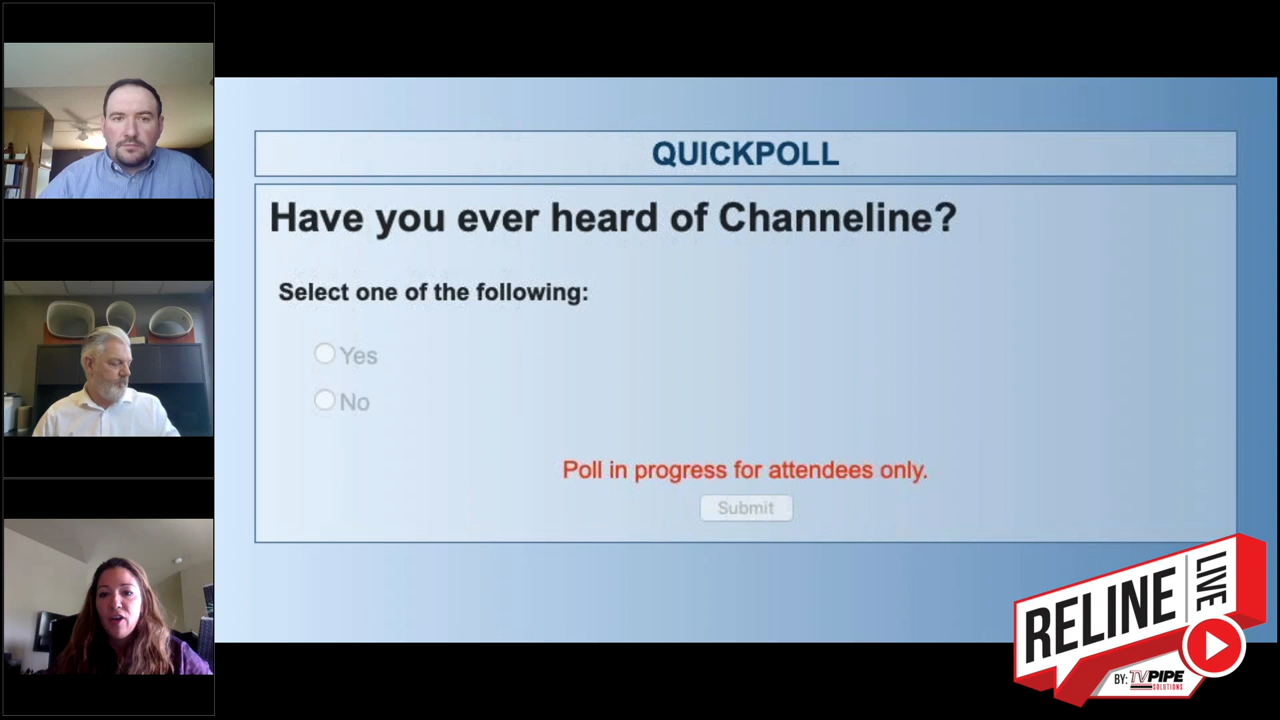 QUICKPOLL
Have you ever heard of Channeline?
Select one of the following:
Yes
No
Poll in progress for attendees only.
Submit
RELINE LIVE
BY: TVPIPE
SOLUTIONS